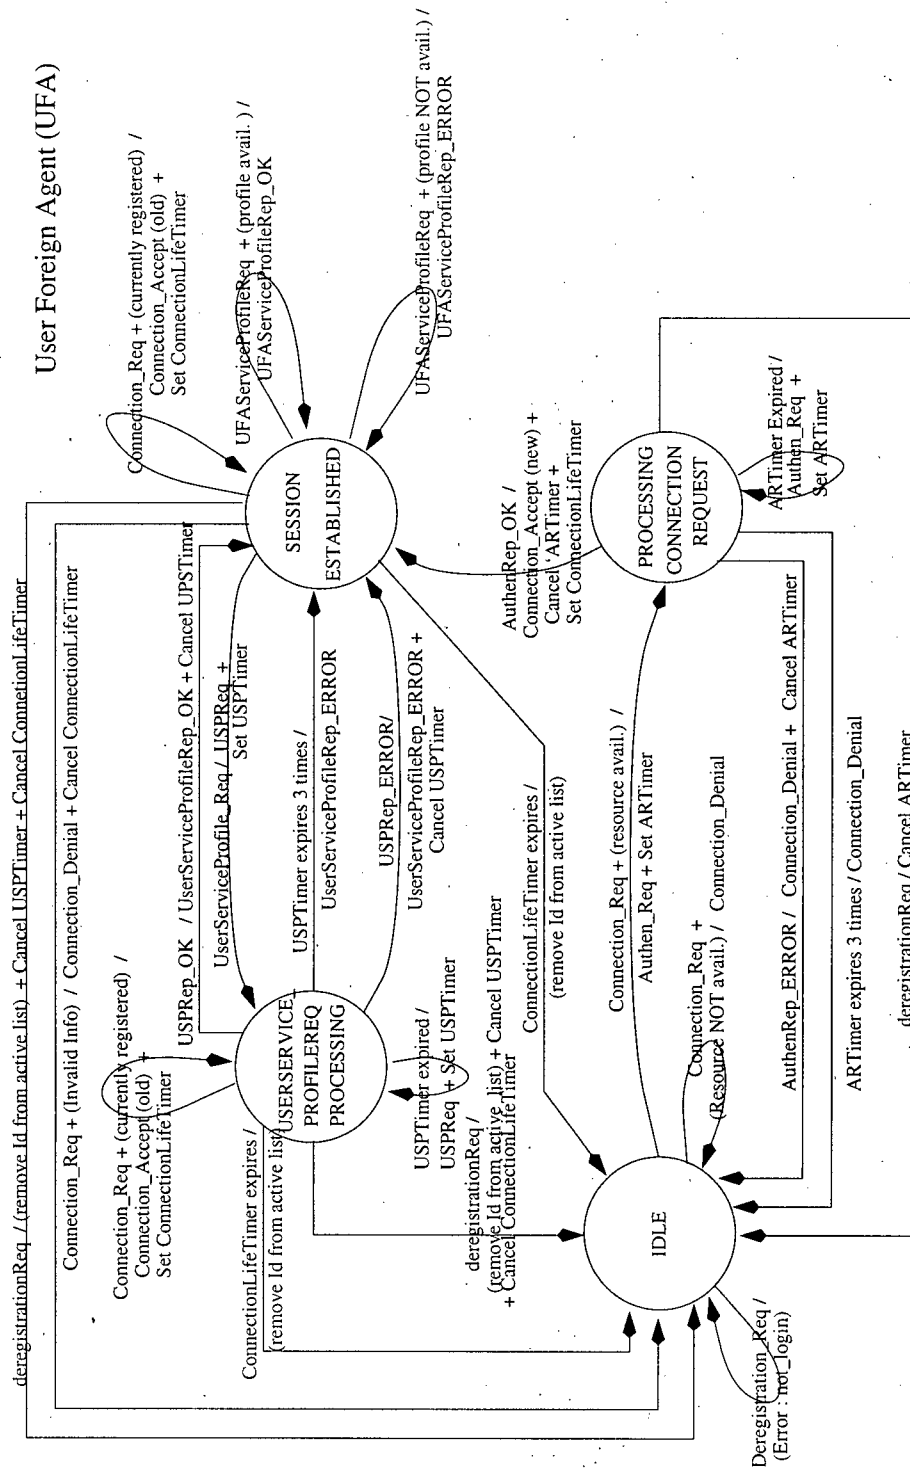 User Foreign Agent (UFA)
deregistrationReq / (remove Id from active list) + Cancel USPTimer + Cancel ConnetionLifeTimer
Connection_Req + (Invalid Info) / Connection_Denial + Cancel ConnectionLifeTimer
Connection_Req + (currently registered) /
Connection_Accept (old) +
Set ConnectionLifeTimer
USPRep_OK / UserServiceProfileRep_OK + Cancel UPSTimer
UserServiceProfile_Req / USPReq +
Set USPTimer
Connection_Req + (currently registered) /
Connection_Accept (old) +
Set ConnectionLifeTimer
UFAServiceProfileReq + (profile avail. ) /
UFAServiceProfileRep_OK
UFAServiceProfileReq + (profile NOT avail.) /
UFAServiceProfileRep_ERROR
SESSION
ESTABLISHED
USERSERVICE_
PROFILEREQ
PROCESSING
USPTimer expires 3 times /
UserServiceProfileRep_ERROR
USPRep_ERROR/
UserServiceProfileRep_ERROR +
Cancel USPTimer
ConnectionLifeTimer expires /
(remove Id from active list)
USPTimer expired /
USPReq + Set USPTimer
deregistrationReq /
(remove Id from active list) + Cancel USPTimer
+ Cancel ConnectionLifeTimer
ConnectionLifeTimer expires /
(remove Id from active list)
AuthenRep_OK /
Connection_Accept (new) +
Cancel 'ARTimer +
Set ConnectionLifeTimer
PROCESSING
CONNECTION
REQUEST
ARTimer Expired /
Authen_Req +
Set ARTimer
Connection_Req + (resource avail.) /
Authen_Req + Set ARTimer
Connection_Req +
(Resource NOT avail.) / Connection_Denial
IDLE
AuthenRep_ERROR / Connection_Denial + Cancel ARTimer
ARTimer expires 3 times / Connection_Denial
Deregistration_Req /
(Error : not_login)
deregistrationReq / Cancel ARTimer